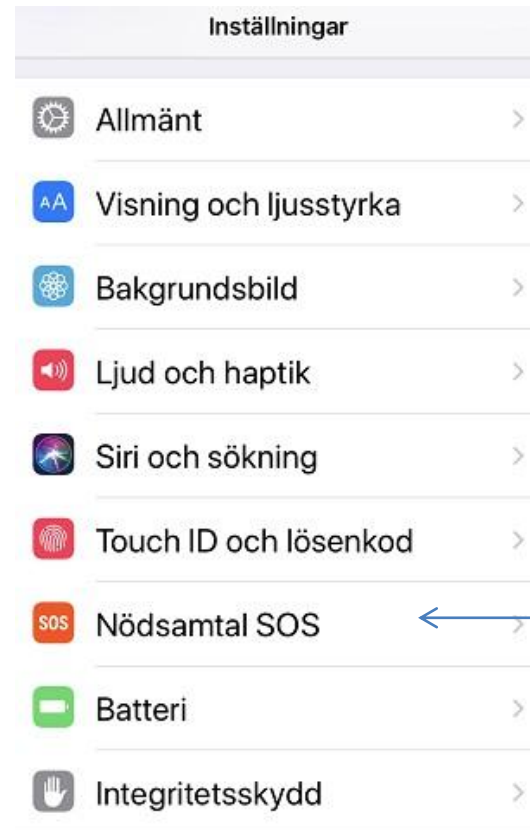 Inställningar
Allmänt
AA Visning och ljusstyrka
Bakgrundsbild
Ljud och haptik
Siri och sökning
Touch ID och lösenkod
SOS Nödsamtal SOS
Batteri
Integritetsskydd